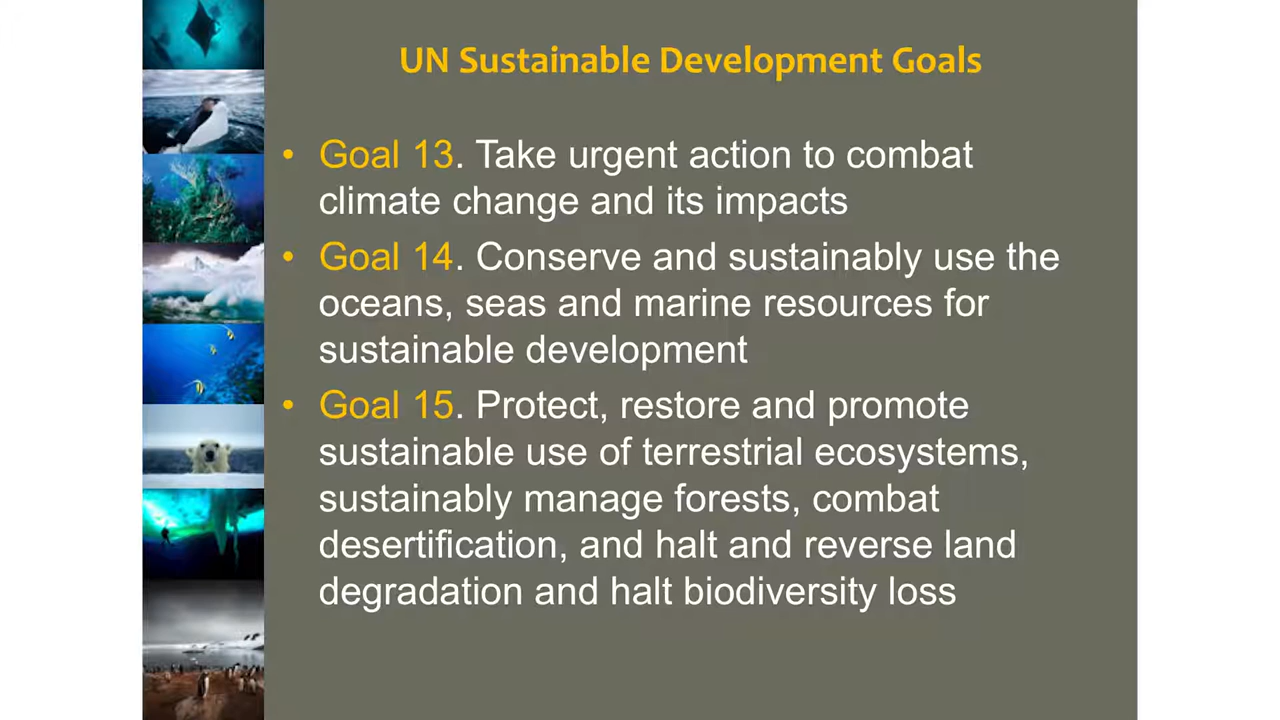 UN Sustainable Development Goals
• Goal 13. Take urgent action to combat
climate change and its impacts
• Goal 14. Conserve and sustainably use the
oceans, seas and marine resources for
sustainable development
• Goal 15. Protect, restore and promote
sustainable use of terrestrial ecosystems,
sustainably manage forests, combat
desertification, and halt and reverse land
degradation and halt biodiversity loss